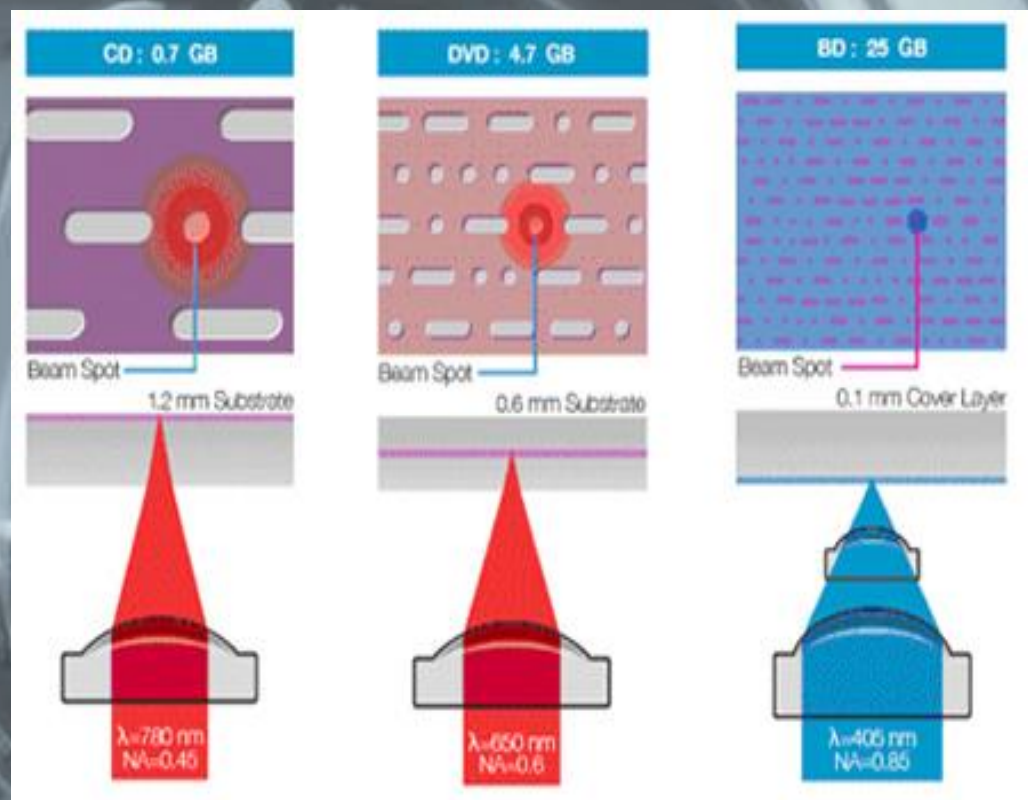 CD: 0.7 GB
Beam Spot
1.2 mm Substrate
λ=780 nm
NA=0.45
DVD: 4.7 GB
Beam Spot
0.6 mm Substrate
λ=650 nm
NA=0.6
BD: 25 GB
Beam Spot
0.1 mm Cover Layer
λ=405 nm
NA=0.85